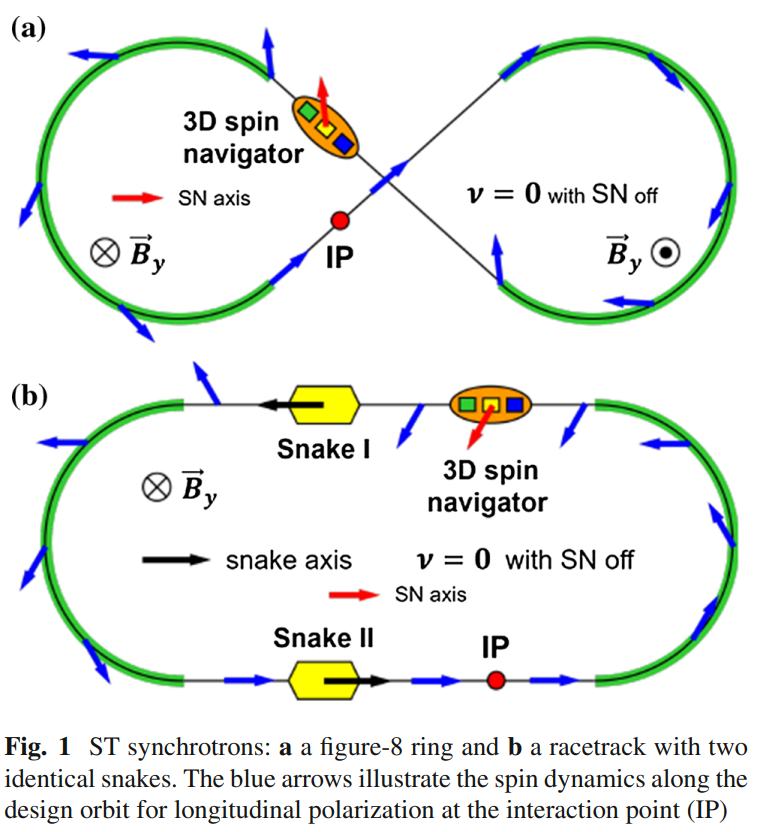 (a)
3D spin
navigator
SN axis
ν = 0 with SN off
⊗ B⃗y
IP
B⃗y ⊙
(b)
Snake I
3D spin
navigator
⊗ B⃗y
snake axis
ν = 0 with SN off
SN axis
Snake II
IP
Fig. 1 ST synchrotrons: a a figure-8 ring and b a racetrack with two
identical snakes. The blue arrows illustrate the spin dynamics along the
design orbit for longitudinal polarization at the interaction point (IP)